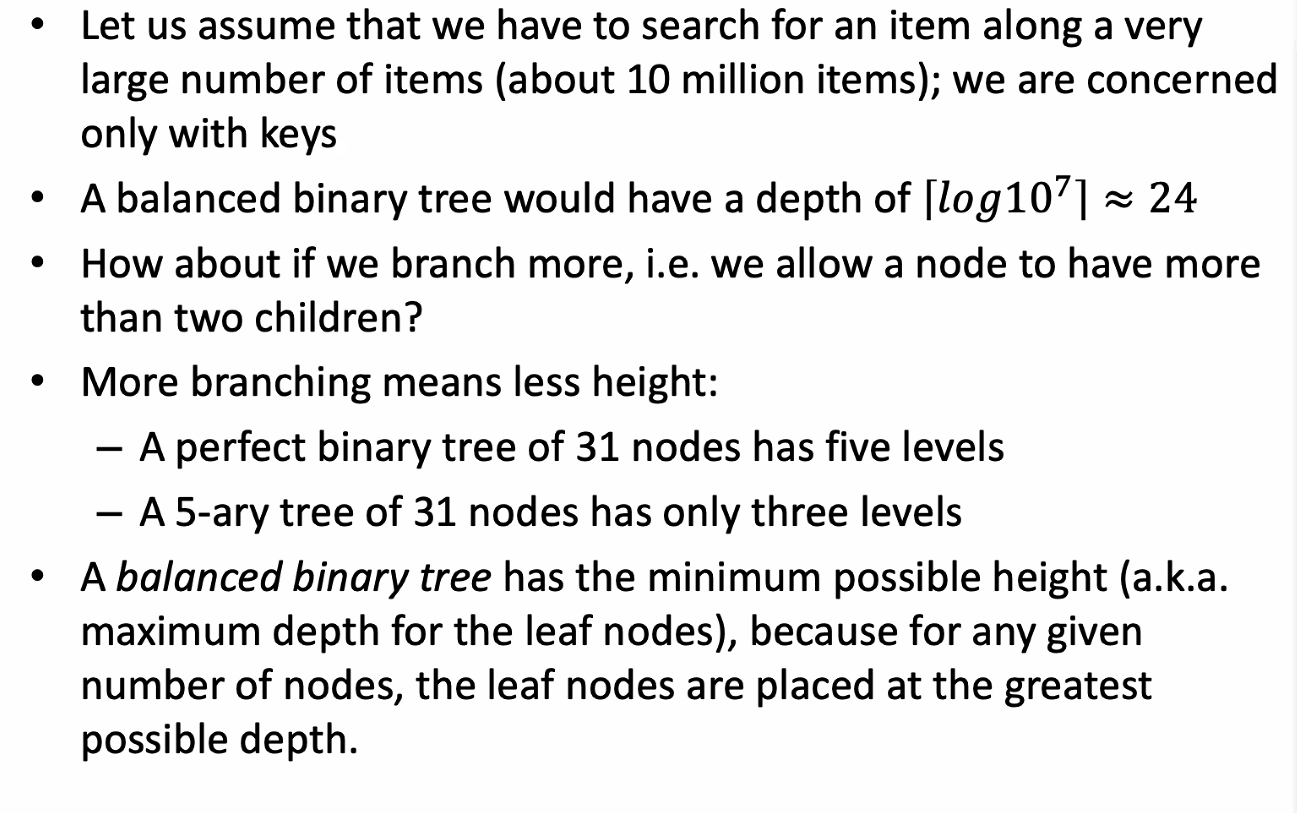 • Let us assume that we have to search for an item along a very
large number of items (about 10 million items); we are concerned
only with keys
• A balanced binary tree would have a depth of ⌈log10⁷⌉ ≈ 24
• How about if we branch more, i.e. we allow a node to have more
than two children?
• More branching means less height:
– A perfect binary tree of 31 nodes has five levels
– A 5-ary tree of 31 nodes has only three levels
• A balanced binary tree has the minimum possible height (a.k.a.
maximum depth for the leaf nodes), because for any given
number of nodes, the leaf nodes are placed at the greatest
possible depth.